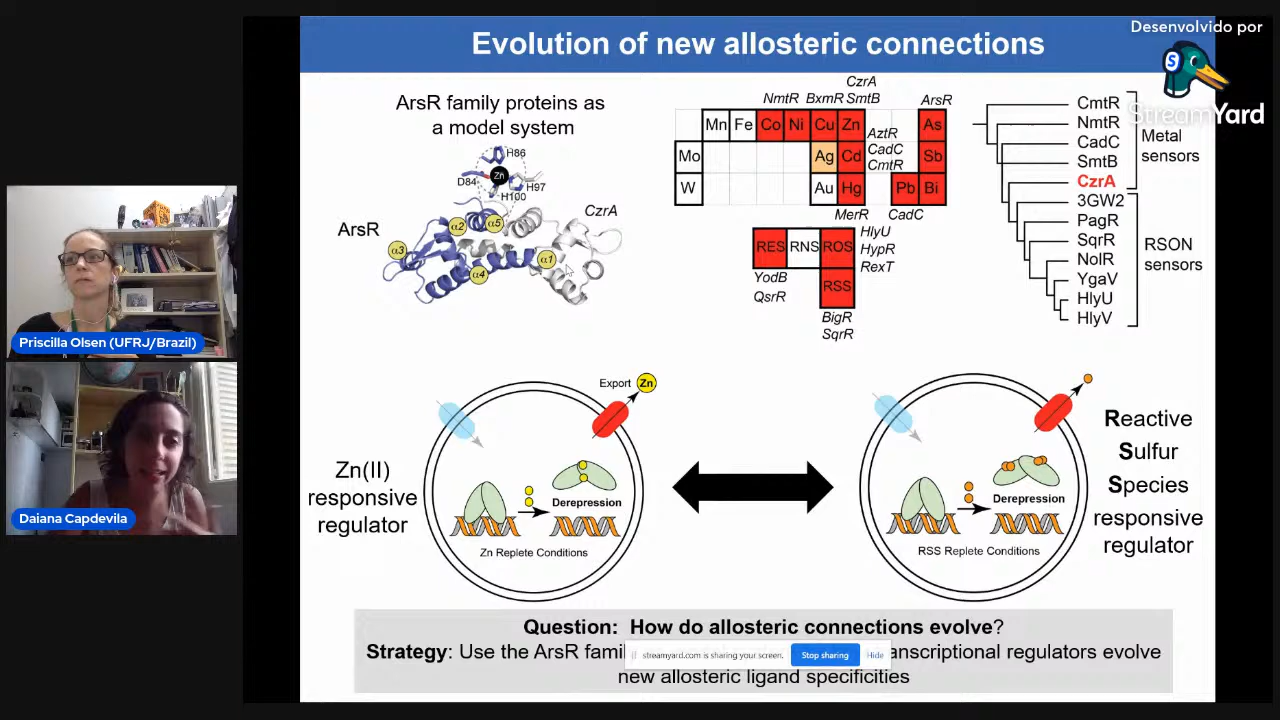 Evolution of new allosteric connections
Desenvolvido por
StreamYard
ArsR family proteins as
a model system
H86
Zn
D84
H97
H100
ArsR
CzrA
α3
α2
α5
α4
α1
CzrA
NmtR BxmR SmtB
ArsR
Mn Fe Co Ni Cu Zn As
Mo Ag Cd Sb
W Au Hg Pb Bi
AztR
CadC
CmtR
MerR CadC
RES RNS ROS
RSS
HlyU
HypR
RexT
YodB
QsrR
BigR
SqrR
CmtR
NmtR
CadC
SmtB
CzrA
3GW2
PagR
SqrR
NolR
YgaV
HlyU
HlyV
Metal
sensors
RSON
sensors
Priscilla Olsen (UFRJ/Brazil)
Daiana Capdevila
Zn(II)
responsive
regulator
Export Zn
Derepression
Zn Replete Conditions
Derepression
RSS Replete Conditions
Reactive
Sulfur
Species
responsive
regulator
Question: How do allosteric connections evolve?
Strategy: Use the ArsR famil
anscriptional regulators evolve
new allosteric ligand specificities
streamyard.com is sharing your screen.
Stop sharing
Hide